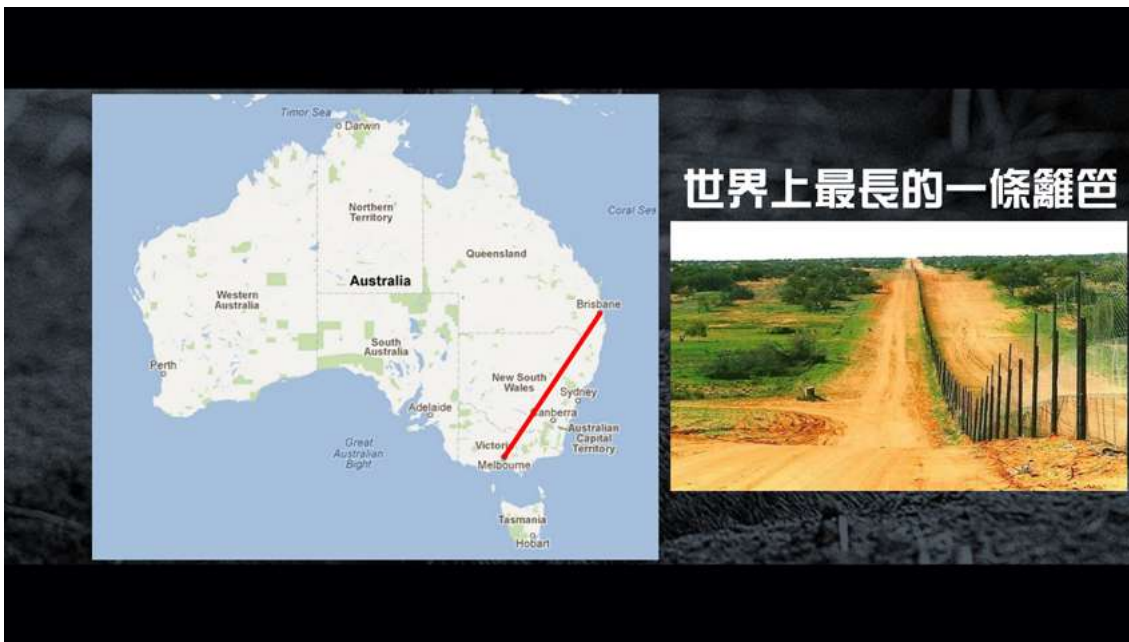 Timor Sea
Darwin
Northern
Territory
Coral Sea
Queensland
Australia
Western
Australia
Brisbane
South
Australia
Perth
New South
Wales
Sydney
Adelaide
Canberra
Australian
Capital
Territory
Great
Australian
Bight
Victori
Melbourne
Tasmania
Hobart
世界上最長的一條籬笆